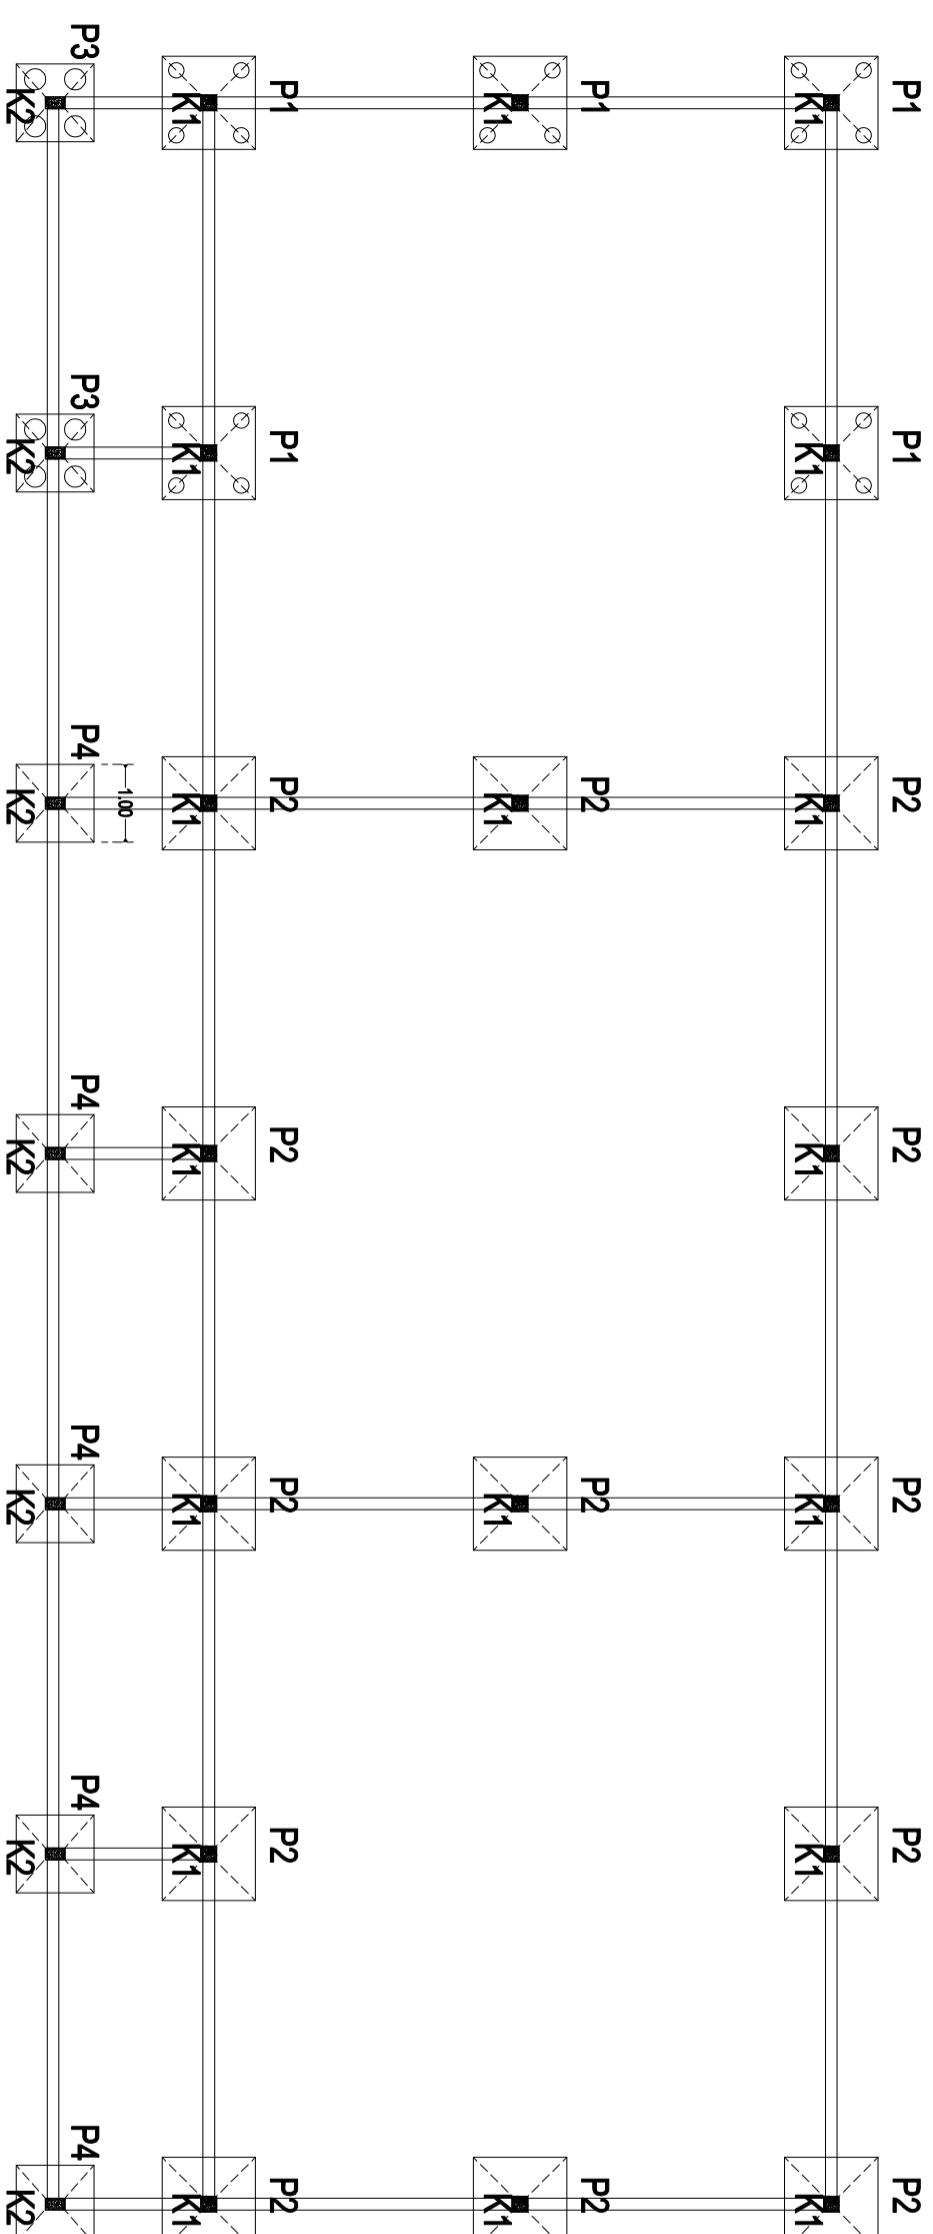 P1 P1 P2 P2 P2 P2 P2
K1 K1 K1 K1 K1 K1 K1
P1 P2 P2 P2
K1 K1 K1 K1
P1 P1 P2 P2 P2 P2 P2
K1 K1 K1 K1 K1 K1 K1
1.00
P3 P3 P4 P4 P4 P4 P4
K2 K2 K2 K2 K2 K2 K2